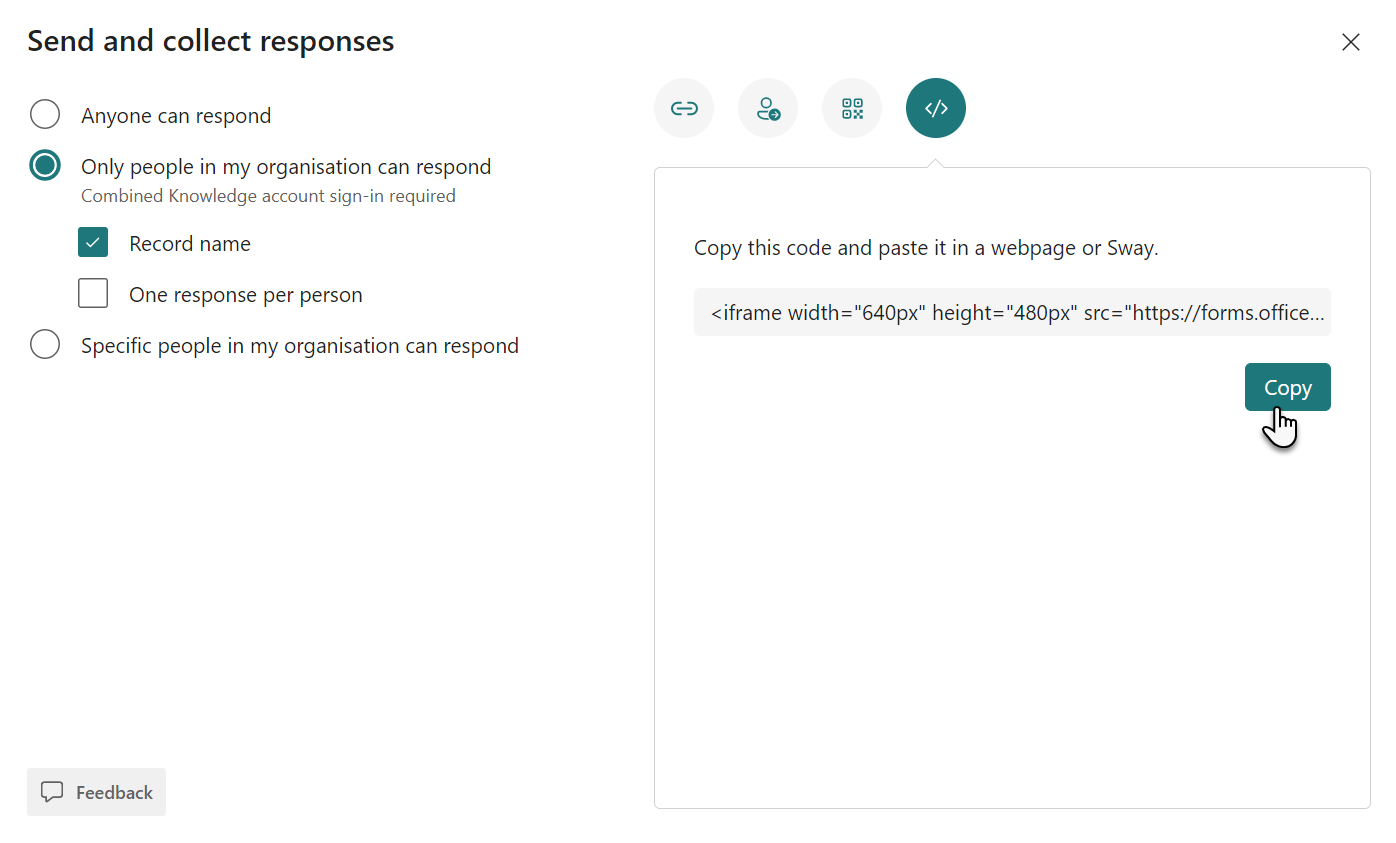 Send and collect responses
Anyone can respond
Only people in my organisation can respond
Combined Knowledge account sign-in required
Record name
One response per person
Specific people in my organisation can respond
Feedback
Copy this code and paste it in a webpage or Sway.
<iframe width="640px" height="480px" src="https://forms.office...
Copy